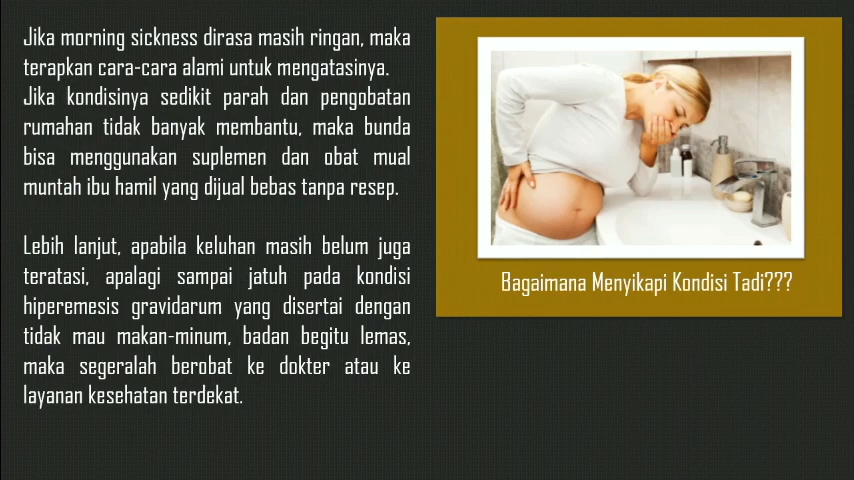 Jika morning sickness dirasa masih ringan, maka
terapkan cara-cara alami untuk mengatasinya.
Jika kondisinya sedikit parah dan pengobatan
rumahan tidak banyak membantu, maka bunda
bisa menggunakan suplemen dan obat mual
muntah ibu hamil yang dijual bebas tanpa resep.
Lebih lanjut, apabila keluhan masih belum juga
teratasi, apalagi sampai jatuh pada kondisi
hiperemesis gravidarum yang disertai dengan
tidak mau makan-minum, badan begitu lemas,
maka segeralah berobat ke dokter atau ke
layanan kesehatan terdekat.
Bagaimana Menyikapi Kondisi Tadi???